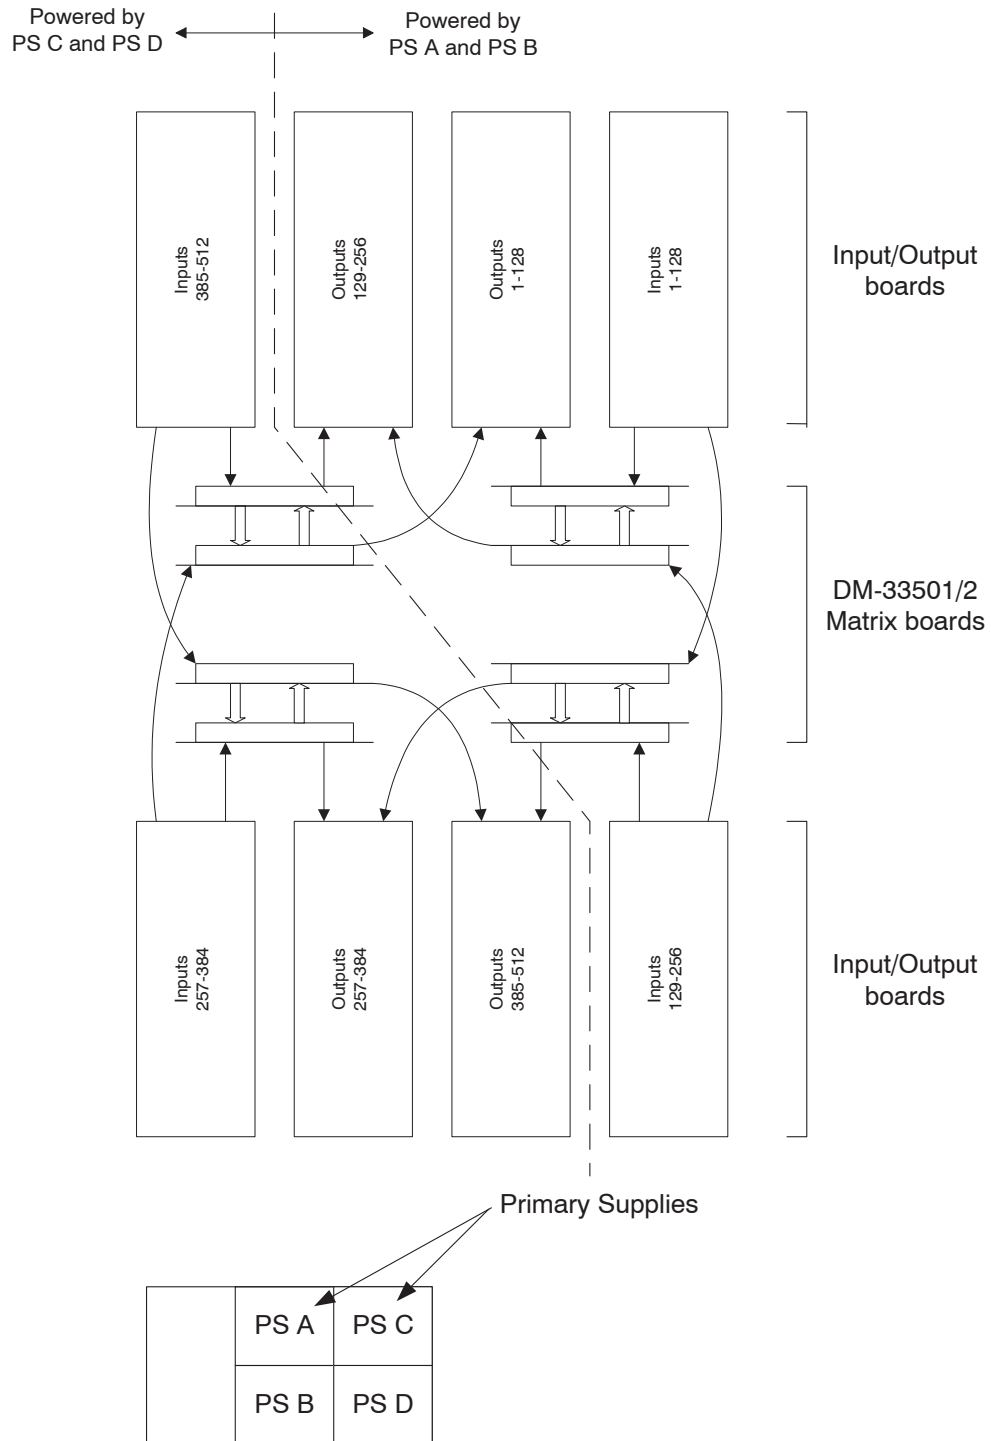 Powered by
PS C and PS D
Powered by
PS A and PS B
Inputs
385-512
Outputs
129-256
Outputs
1-128
Inputs
1-128
Input/Output
boards
DM-33501/2
Matrix boards
Inputs
257-384
Outputs
257-384
Outputs
385-512
Inputs
129-256
Input/Output
boards
Primary Supplies
PS A
PS C
PS B
PS D